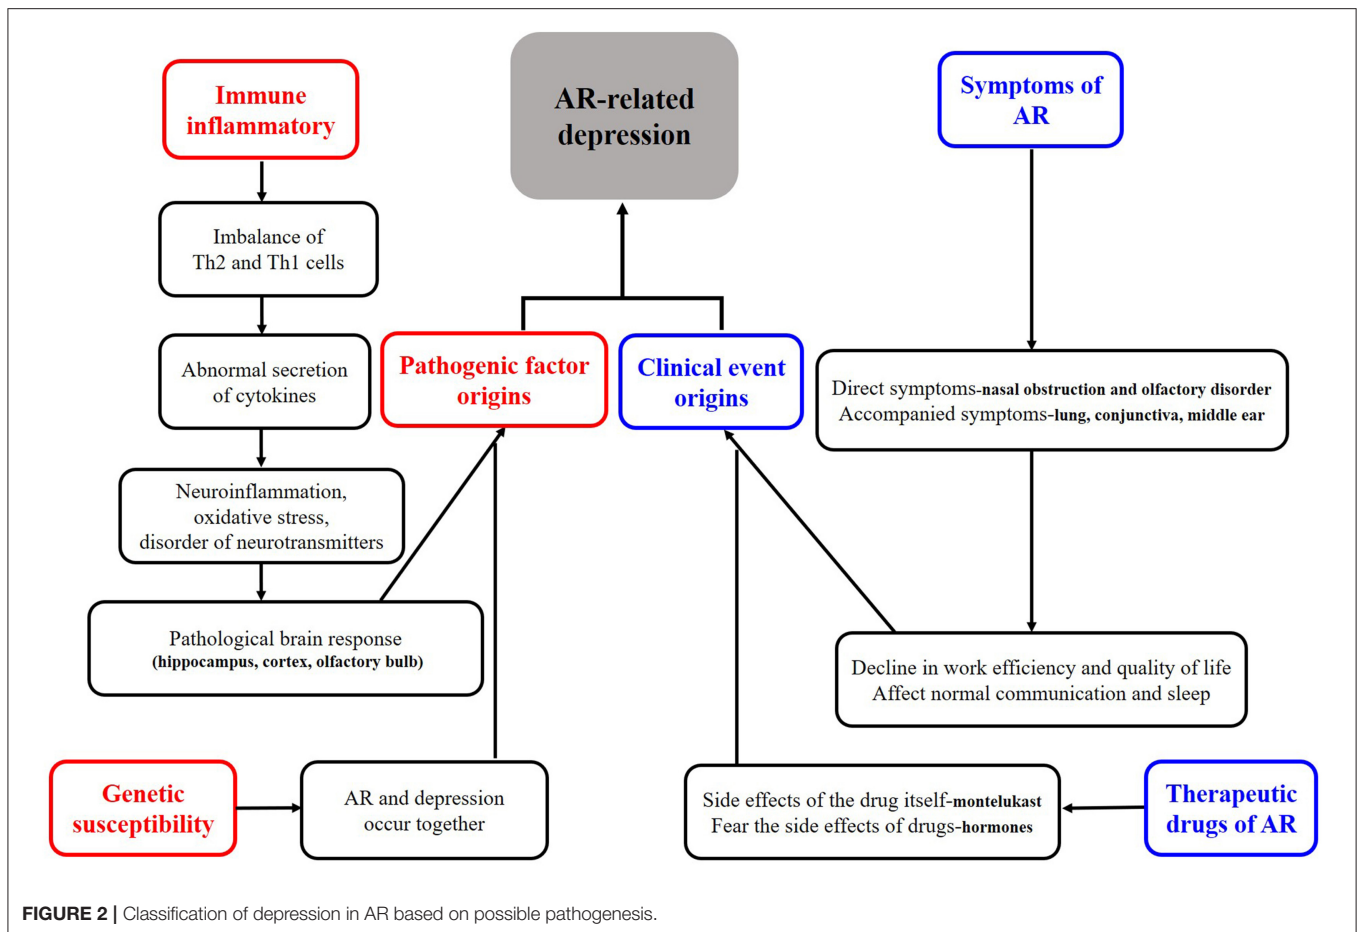 Immune
inflammatory
AR-related
depression
Symptoms of
AR
Imbalance of
Th2 and Th1 cells
Abnormal secretion
of cytokines
Pathogenic factor
origins
Clinical event
origins
Direct symptoms-nasal obstruction and olfactory disorder
Accompanied symptoms-lung, conjunctiva, middle ear
Neuroinflammation,
oxidative stress,
disorder of neurotransmitters
Pathological brain response
(hippocampus, cortex, olfactory bulb)
Decline in work efficiency and quality of life
Affect normal communication and sleep
Genetic
susceptibility
AR and depression
occur together
Side effects of the drug itself-montelukast
Fear the side effects of drugs-hormones
Therapeutic
drugs of AR
FIGURE 2 | Classification of depression in AR based on possible pathogenesis.